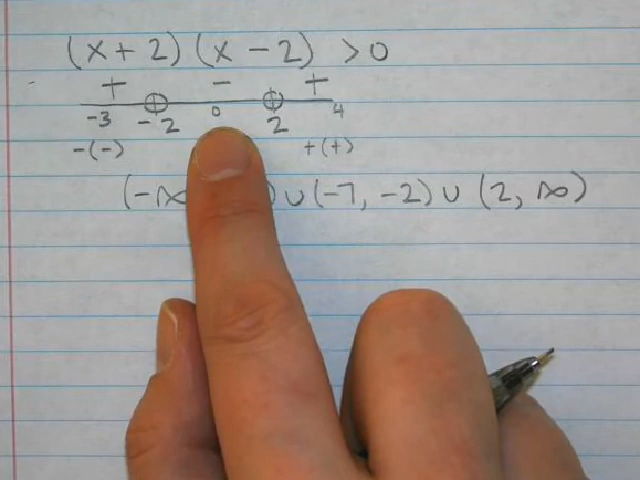 (x + 2)(x - 2) > 0
+ - +
-3 -2 0 2 4
-(-) +(+)
(-∞ ) ∪ (-7, -2) ∪ (2, ∞)